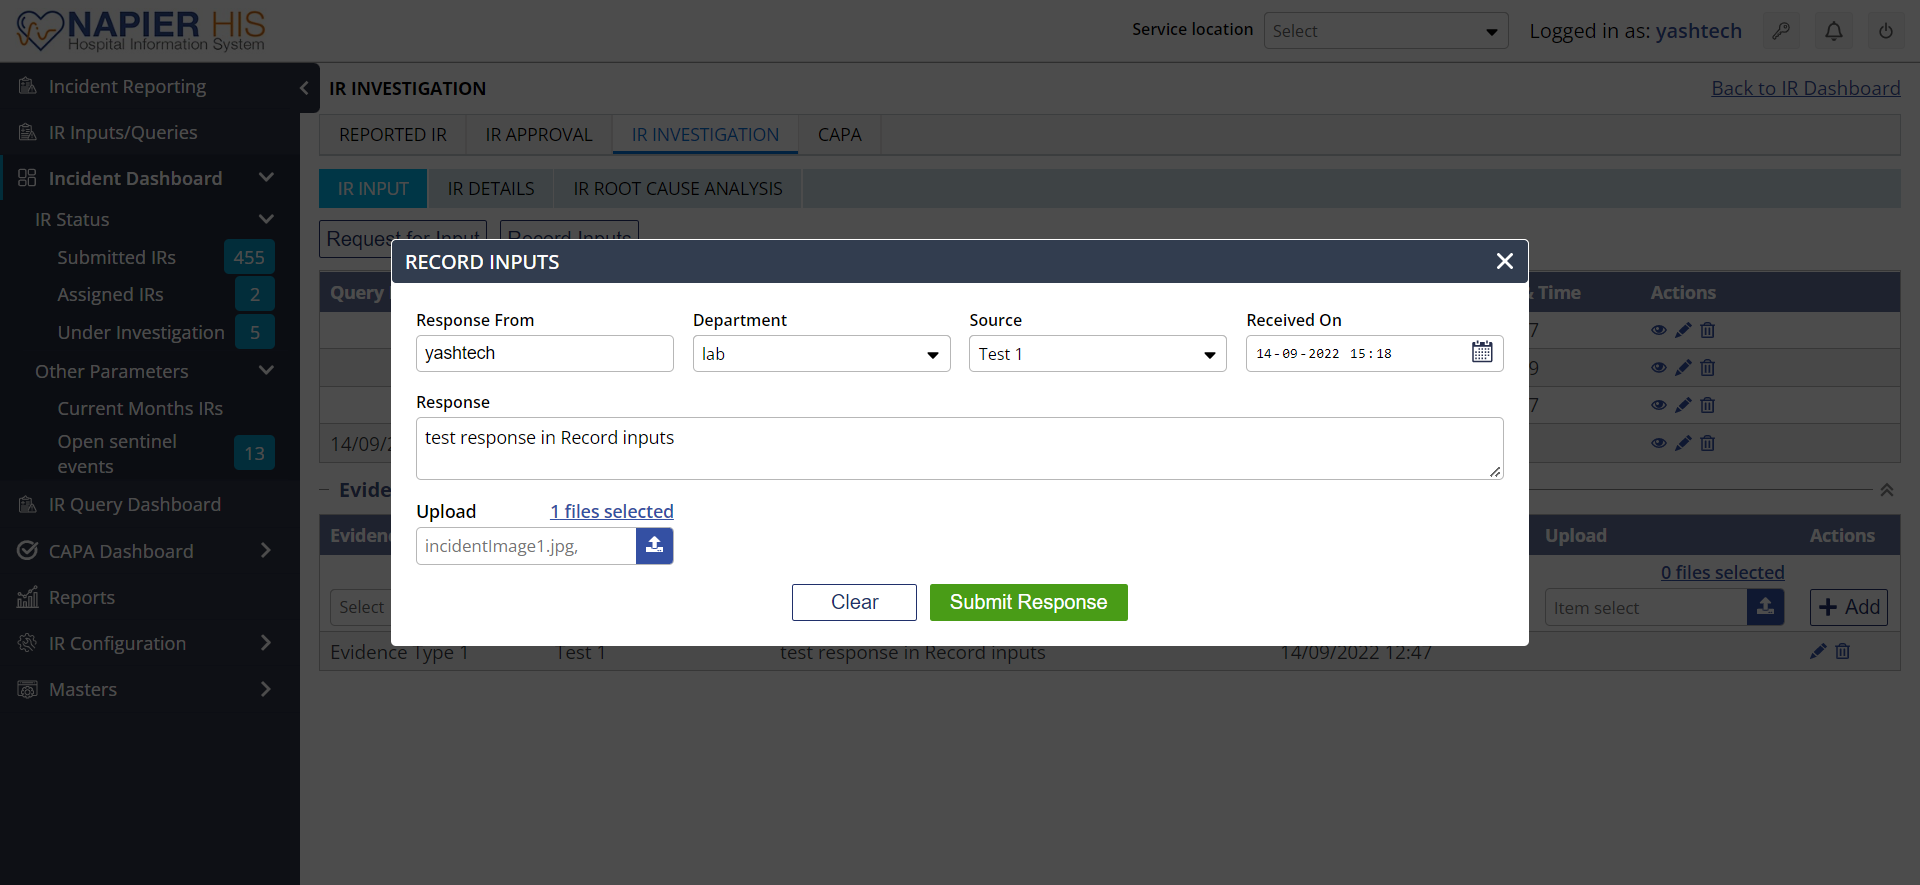 NAPIER HIS
Hospital Information System
Service location
Select
Logged in as: yashtech
Incident Reporting
IR Inputs/Queries
Incident Dashboard
IR Status
Submitted IRs 455
Assigned IRs 2
Under Investigation 5
Other Parameters
Current Months IRs
Open sentinel
events
13
IR Query Dashboard
CAPA Dashboard
Reports
IR Configuration
Masters
IR INVESTIGATION
Back to IR Dashboard
REPORTED IR IR APPROVAL IR INVESTIGATION CAPA
IR INPUT IR DETAILS IR ROOT CAUSE ANALYSIS
Request for Input Record Inputs
Query
Time Actions
7
9
7
14/09/2
RECORD INPUTS
Response From Department Source Received On
yashtech lab Test 1 14-09-2022 15:18
Response
test response in Record inputs
Upload 1 files selected
incidentImage1.jpg,
Clear Submit Response
Evide
Eviden Upload Actions
0 files selected
Select Item select + Add
Evidence Type 1 Test 1 test response in Record inputs 14/09/2022 12:47